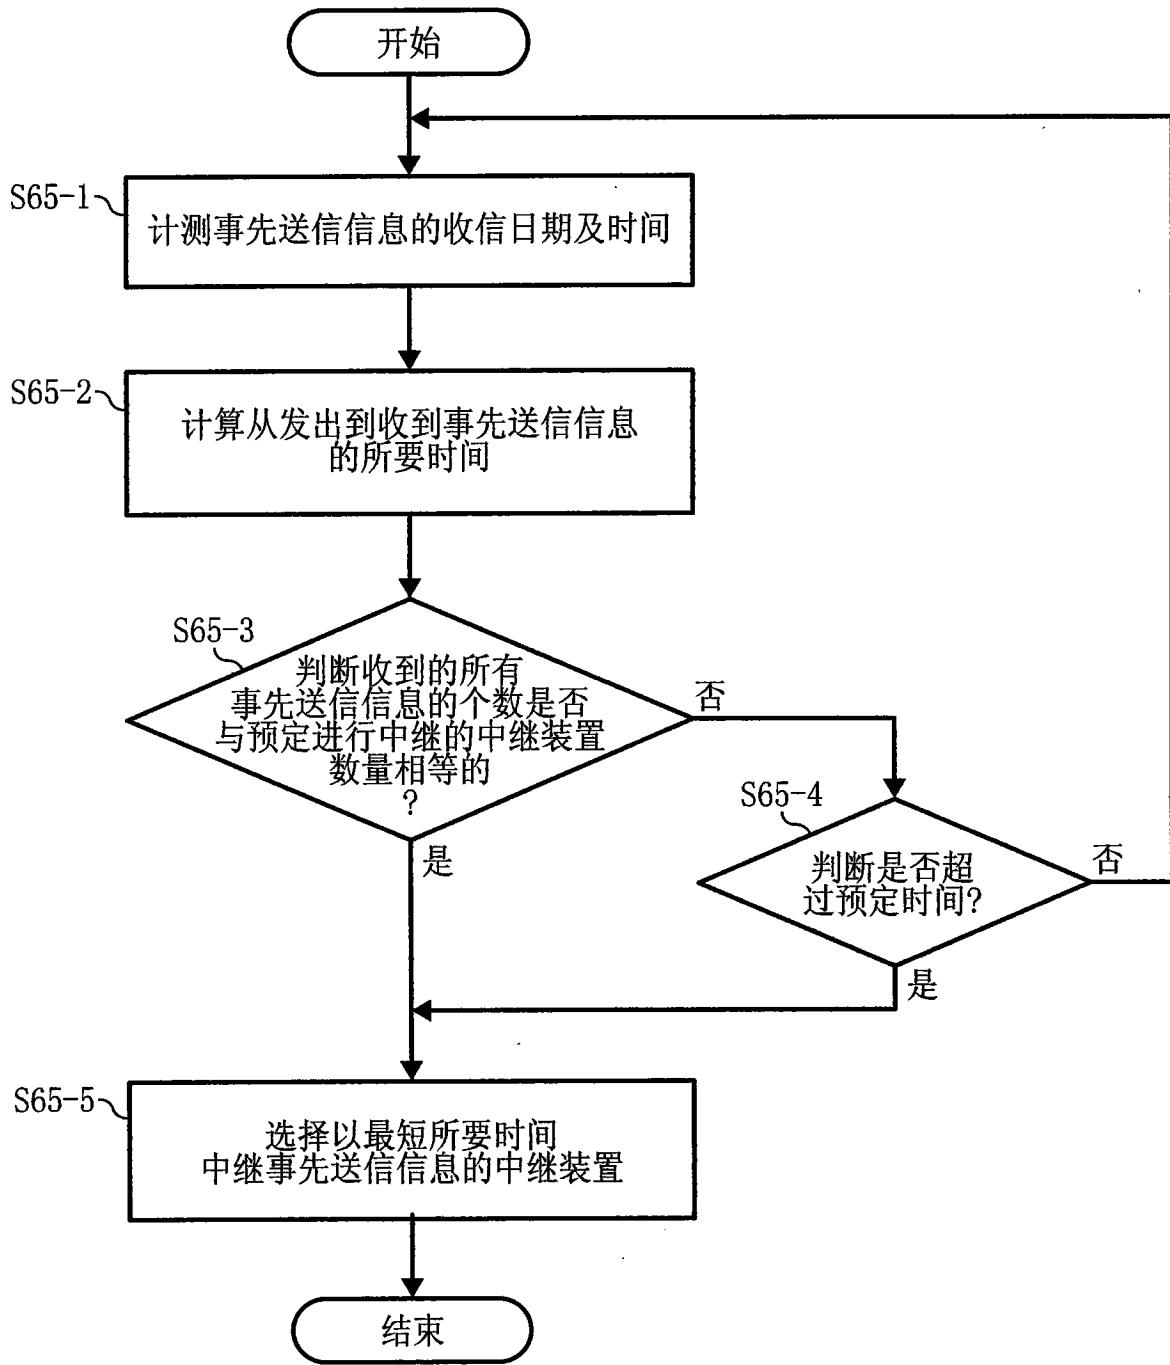 开始
S65-1
计测事先送信信息的收信日期及时间
S65-2
计算从发出到收到事先送信信息
的所要时间
S65-3
判断收到的所有
事先送信信息的个数是否
与预定进行中继的中继装置
数量相等的
?
否
是
S65-4
判断是否超
过预定时间?
否
是
S65-5
选择以最短所要时间
中继事先送信信息的中继装置
结束